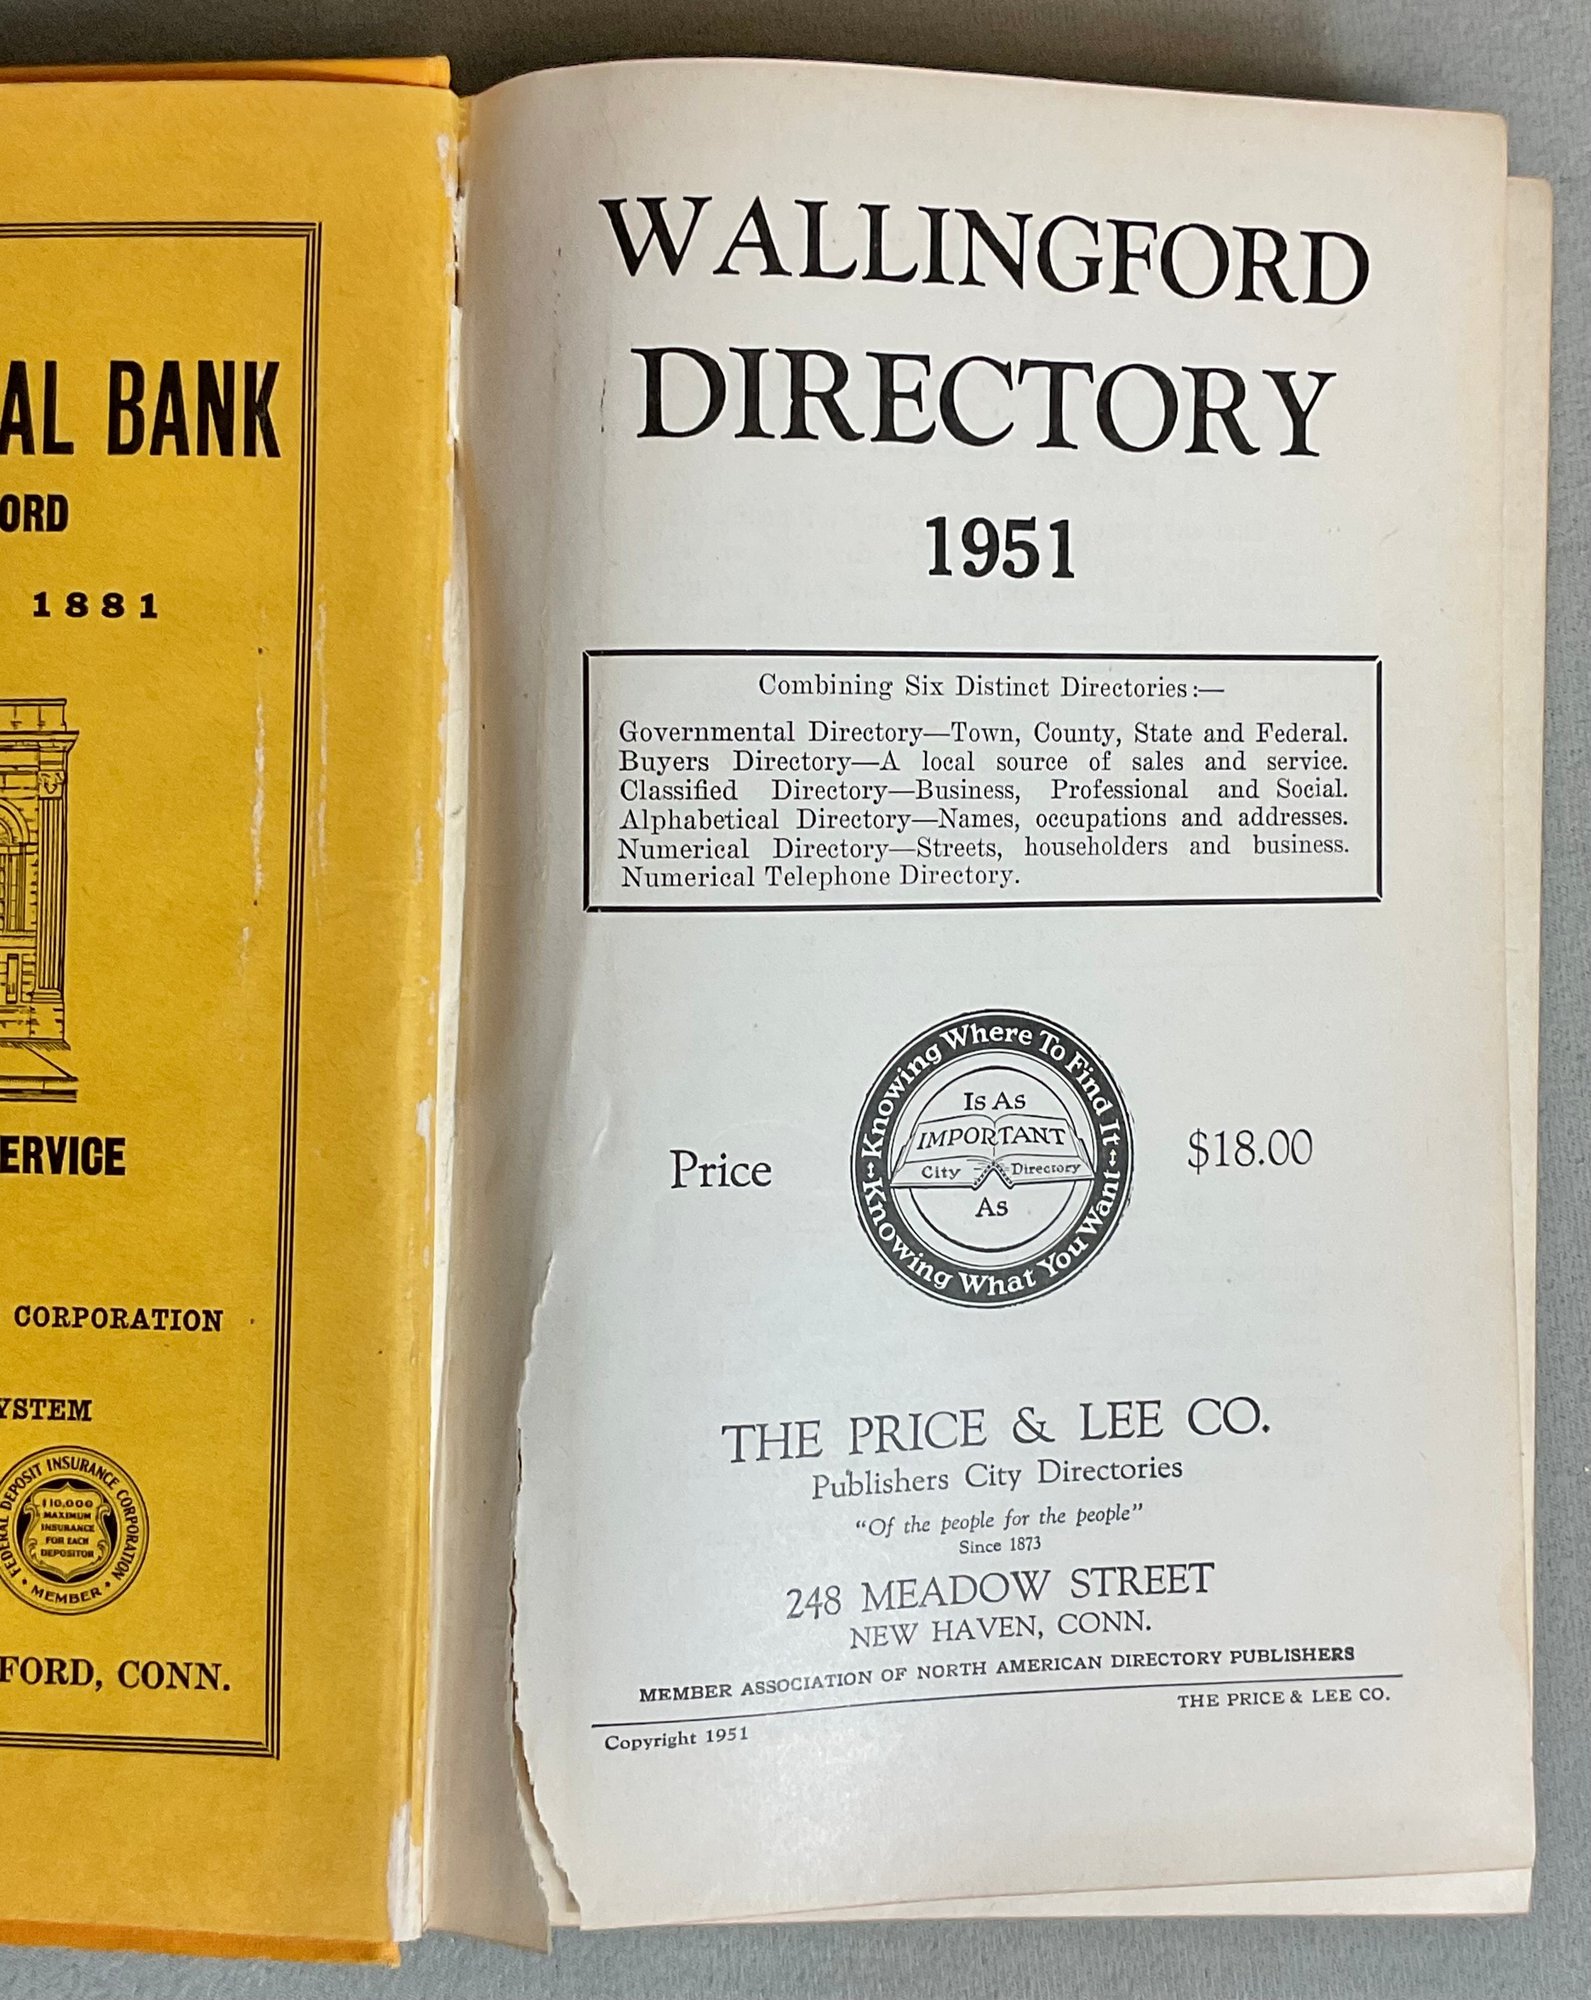 AL BANK
ORD
1881
ERVICE
CORPORATION
YSTEM
FEDERAL DEPOSIT INSURANCE CORPORATION
$10,000
MAXIMUM
INSURANCE
FOR EACH
DEPOSITOR
• MEMBER •
FORD, CONN.
WALLINGFORD
DIRECTORY
1951
Combining Six Distinct Directories:—
Governmental Directory—Town, County, State and Federal.
Buyers Directory—A local source of sales and service.
Classified Directory—Business, Professional and Social.
Alphabetical Directory—Names, occupations and addresses.
Numerical Directory—Streets, householders and business.
Numerical Telephone Directory.
Price
Knowing Where To Find It
Is As
IMPORTANT
City Directory
As
Knowing What You Want
$18.00
THE PRICE & LEE CO.
Publishers City Directories
“Of the people for the people”
Since 1873
248 MEADOW STREET
NEW HAVEN, CONN.
MEMBER ASSOCIATION OF NORTH AMERICAN DIRECTORY PUBLISHERS
Copyright 1951 THE PRICE & LEE CO.